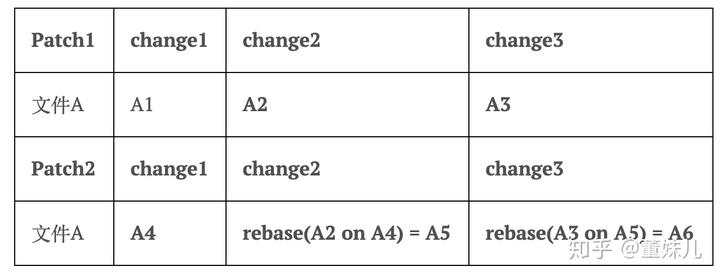 Patch1 change1 change2 change3
文件A A1 A2 A3
Patch2 change1 change2 change3
文件A A4 rebase(A2 on A4) = A5 rebase(A3 on A5) = A6
知乎 @董妹儿